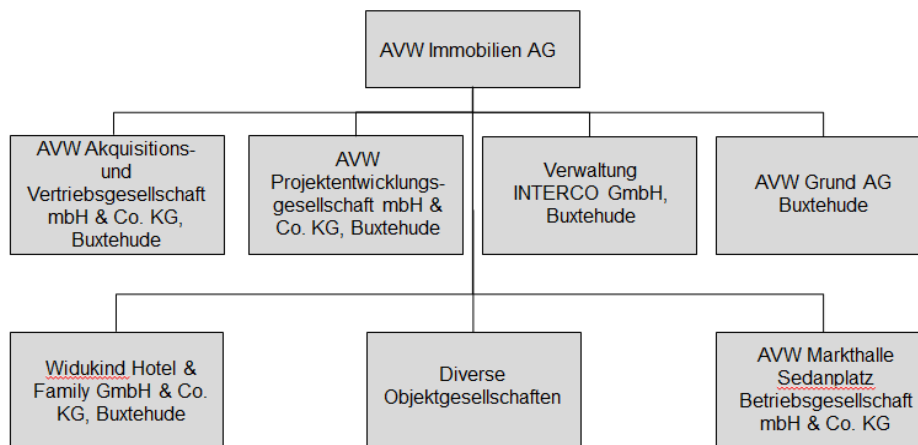 AVW Immobilien AG
AVW Akquisitions-
und
Vertriebsgesellschaft
mbH & Co. KG,
Buxtehude
AVW
Projektentwicklungs-
gesellschaft mbH &
Co. KG, Buxtehude
Verwaltung
INTERCO GmbH,
Buxtehude
AVW Grund AG
Buxtehude
Widukind Hotel &
Family GmbH & Co.
KG, Buxtehude
Diverse
Objektgesellschaften
AVW Markthalle
Sedanplatz
Betriebsgesellschaft
mbH & Co. KG